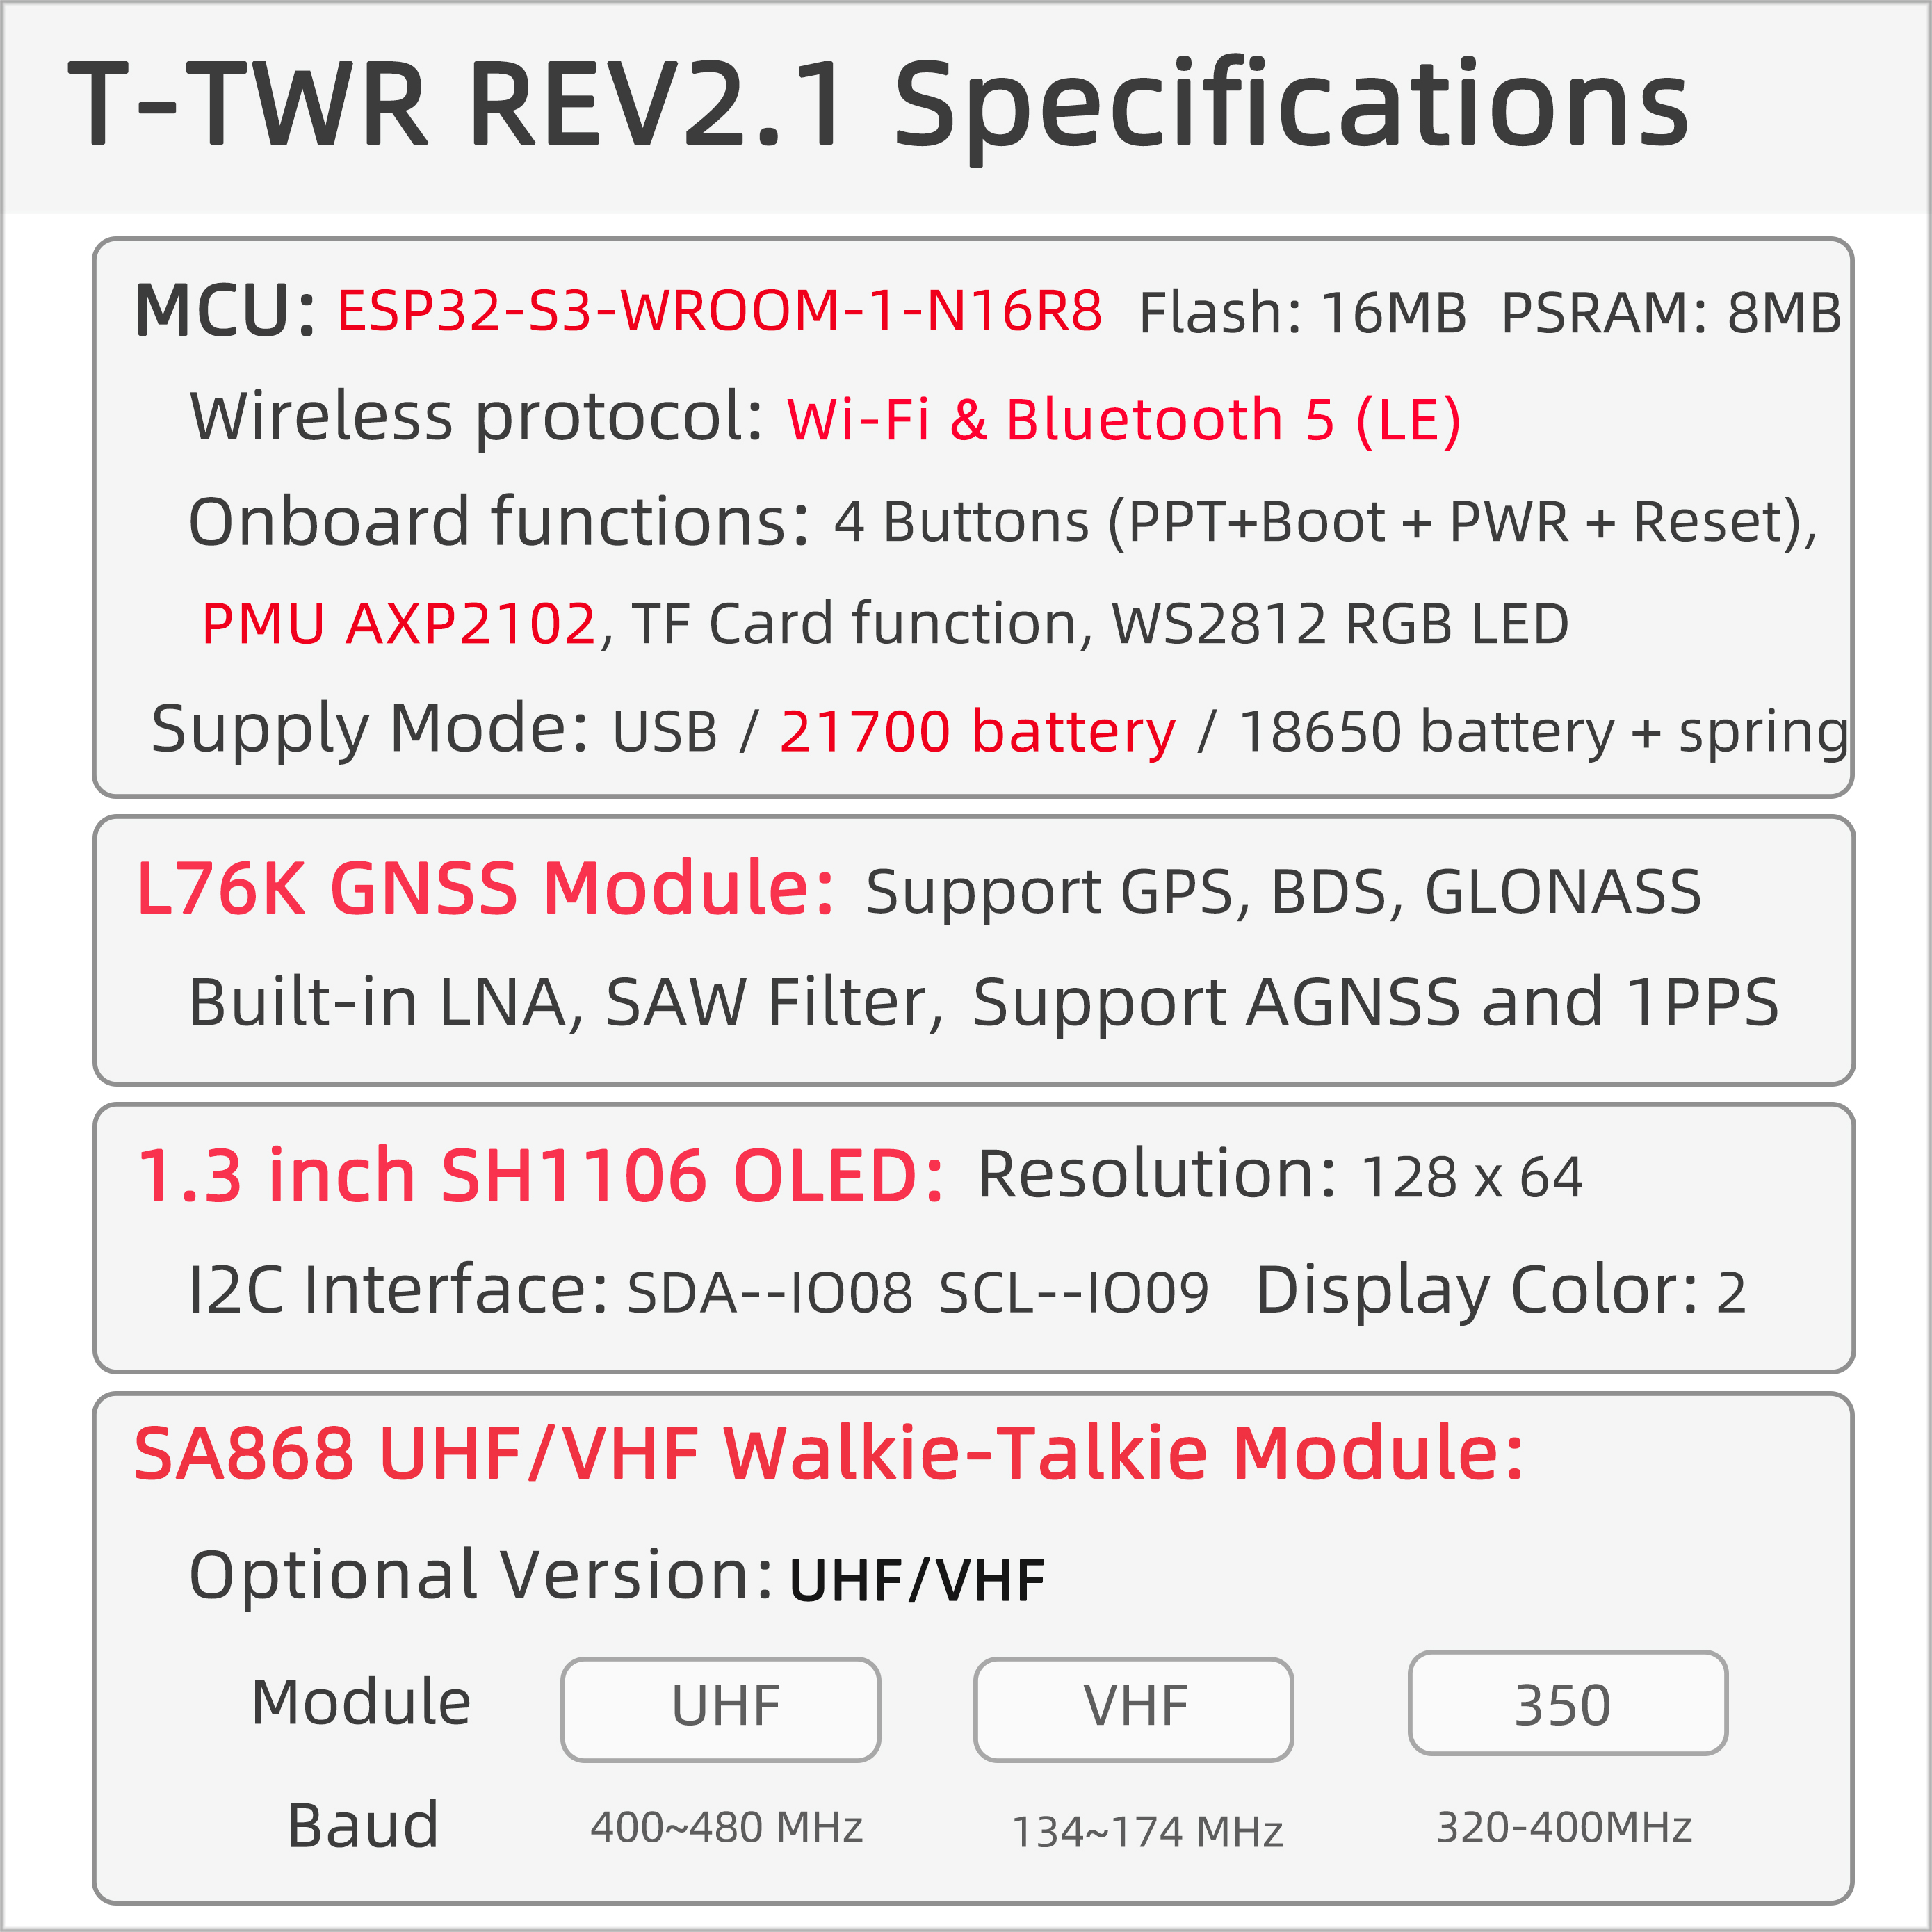 T-TWR REV2.1 Specifications
MCU: ESP32-S3-WROOM-1-N16R8 Flash: 16MB PSRAM: 8MB
Wireless protocol: Wi-Fi & Bluetooth 5 (LE)
Onboard functions: 4 Buttons (PPT+Boot + PWR + Reset),
PMU AXP2102, TF Card function, WS2812 RGB LED
Supply Mode: USB / 21700 battery / 18650 battery + spring
L76K GNSS Module: Support GPS, BDS, GLONASS
Built-in LNA, SAW Filter, Support AGNSS and 1PPS
1.3 inch SH1106 OLED: Resolution: 128 x 64
I2C Interface: SDA--IO08 SCL--IO09 Display Color: 2
SA868 UHF/VHF Walkie-Talkie Module:
Optional Version: UHF/VHF
Module UHF VHF 350
Baud 400~480 MHz 134~174 MHz 320-400MHz